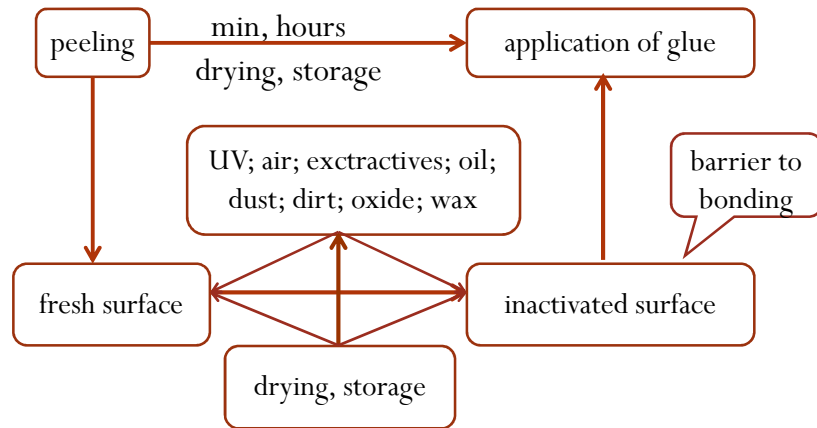 peeling
min, hours
drying, storage
application of glue
UV; air; exctractives; oil;
dust; dirt; oxide; wax
barrier to
bonding
fresh surface
inactivated surface
drying, storage